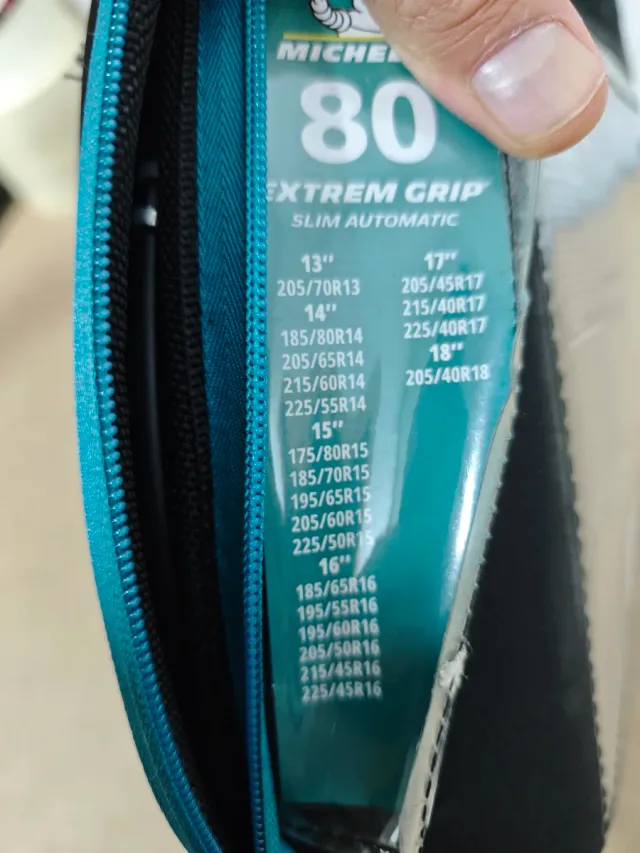 MICHEL
80
EXTREM GRIP
SLIM AUTOMATIC
13"
205/70R13
14"
185/80R14
205/65R14
215/60R14
225/55R14
15"
175/80R15
185/70R15
195/65R15
205/60R15
225/50R15
16"
185/65R16
195/55R16
195/60R16
205/50R16
215/45R16
225/45R16
17"
205/45R17
215/40R17
225/40R17
18"
205/40R18